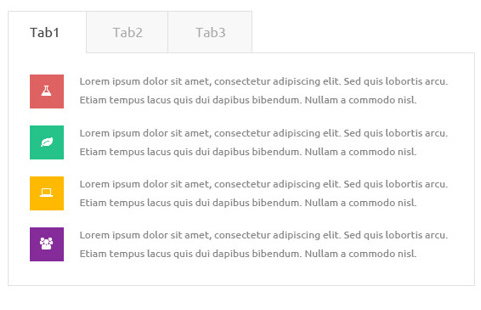 Tab1 Tab2 Tab3
Lorem ipsum dolor sit amet, consectetur adipiscing elit. Sed quis lobortis arcu.
Etiam tempus lacus quis dui dapibus bibendum. Nullam a commodo nisl.
Lorem ipsum dolor sit amet, consectetur adipiscing elit. Sed quis lobortis arcu.
Etiam tempus lacus quis dui dapibus bibendum. Nullam a commodo nisl.
Lorem ipsum dolor sit amet, consectetur adipiscing elit. Sed quis lobortis arcu.
Etiam tempus lacus quis dui dapibus bibendum. Nullam a commodo nisl.
Lorem ipsum dolor sit amet, consectetur adipiscing elit. Sed quis lobortis arcu.
Etiam tempus lacus quis dui dapibus bibendum. Nullam a commodo nisl.